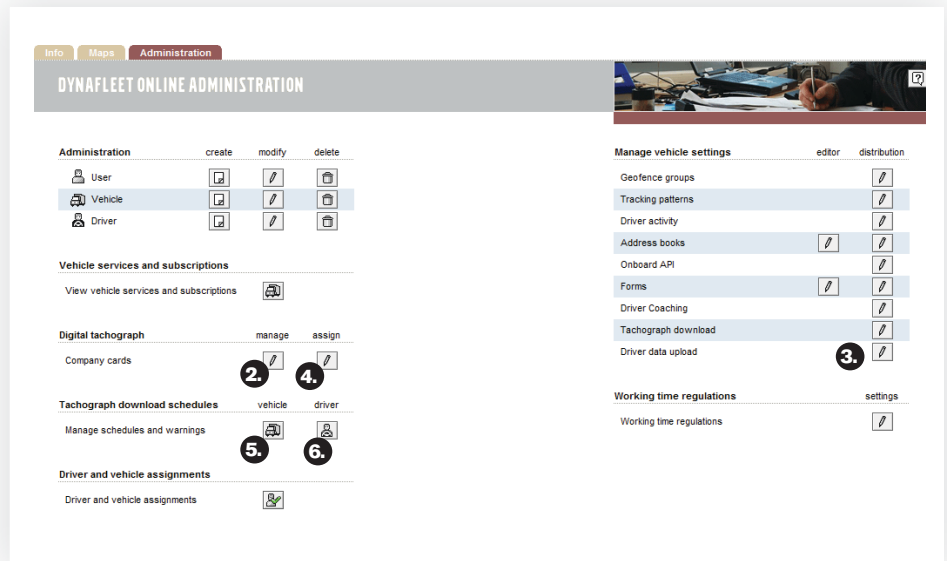 Info Maps Administration
DYNAFLEET ONLINE ADMINISTRATION
?
Administration create modify delete
User
Vehicle
Driver
Vehicle services and subscriptions
View vehicle services and subscriptions
Digital tachograph manage assign
Company cards
2. 4.
Tachograph download schedules vehicle driver
Manage schedules and warnings
5. 6.
Driver and vehicle assignments
Driver and vehicle assignments
Manage vehicle settings editor distribution
Geofence groups
Tracking patterns
Driver activity
Address books
Onboard API
Forms
Driver Coaching
Tachograph download
Driver data upload 3.
Working time regulations settings
Working time regulations